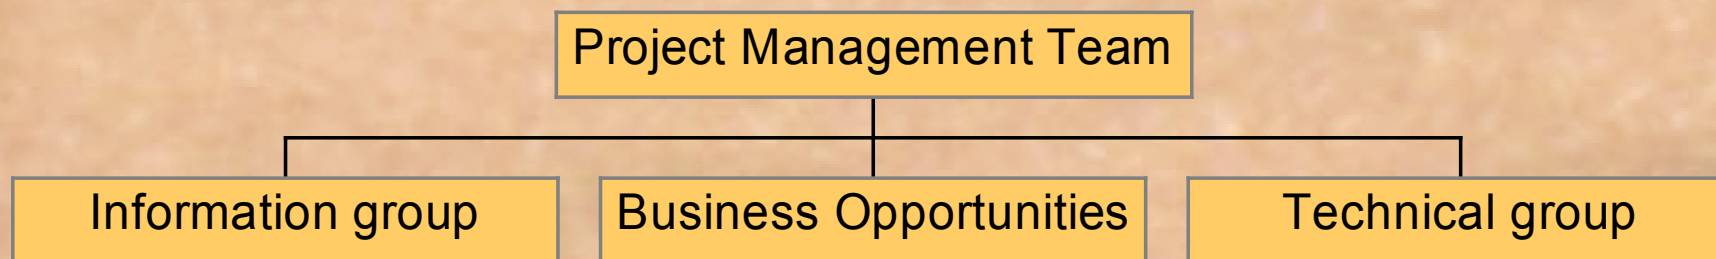 Project Management Team
Information group
Business Opportunities
Technical group